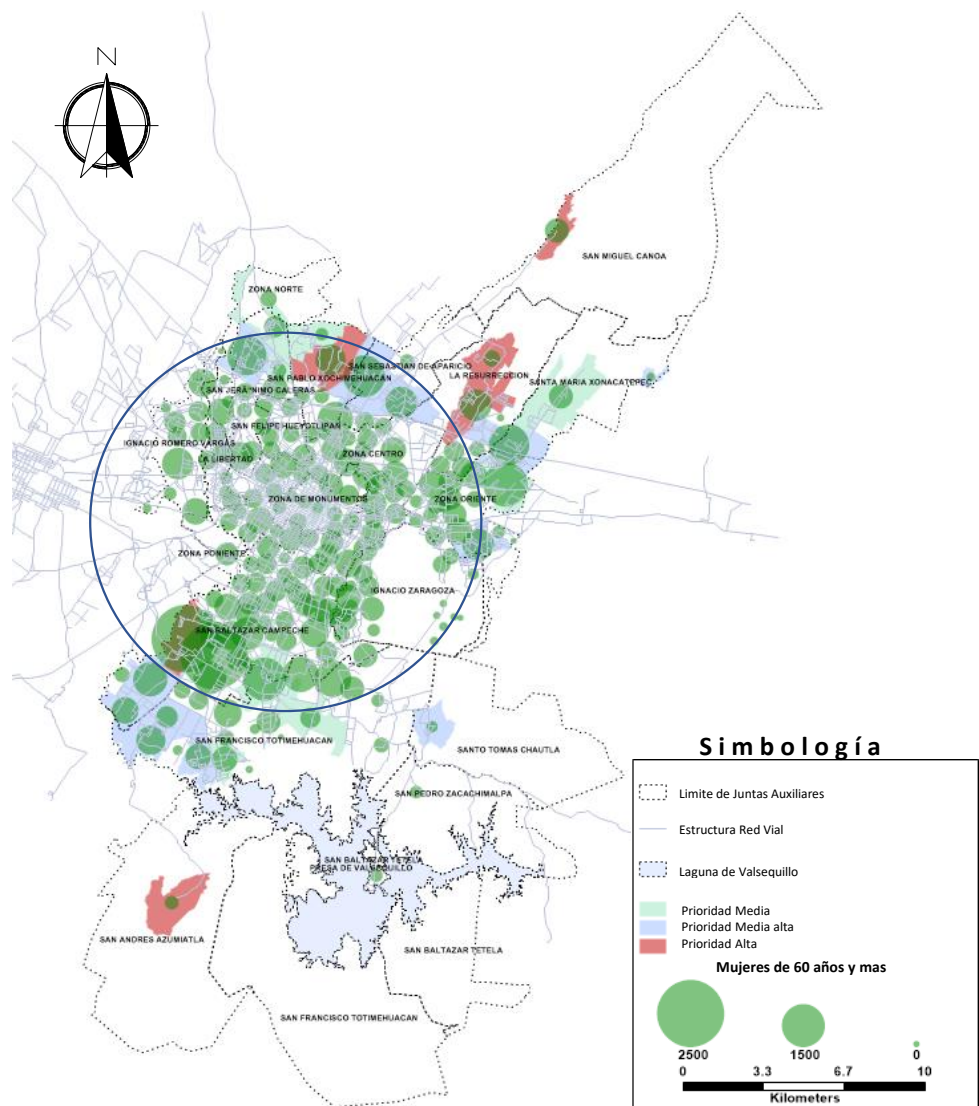 N
SAN MIGUEL CANOA
ZONA NORTE
SAN SEBASTIAN DE APARICIO
LA RESURRECCION
SAN PABLO XOCHIMEHUACAN
SANTA MARIA XONACATEPEC
SAN JERA¨NIMO CALERAS
SAN FELIPE HUEYOTLIPAN
IGNACIO ROMERO VARGAS
LA LIBERTAD
ZONA CENTRO
ZONA DE MONUMENTOS
ZONA ORIENTE
ZONA PONIENTE
IGNACIO ZARAGOZA
SAN BALTAZAR CAMPECHE
SAN FRANCISCO TOTIMEHUACAN
SANTO TOMAS CHAUTLA
SAN PEDRO ZACACHIMALPA
SAN BALTAZAR TETELA
PRESA DE VALSEQUILLO
SAN ANDRES AZUMIATLA
SAN BALTAZAR TETELA
SAN FRANCISCO TOTIMEHUACAN
Simbología
Limite de Juntas Auxiliares
Estructura Red Vial
Laguna de Valsequillo
Prioridad Media
Prioridad Media alta
Prioridad Alta
Mujeres de 60 años y mas
2500 1500 0
0 3.3 6.7 10
Kilometers